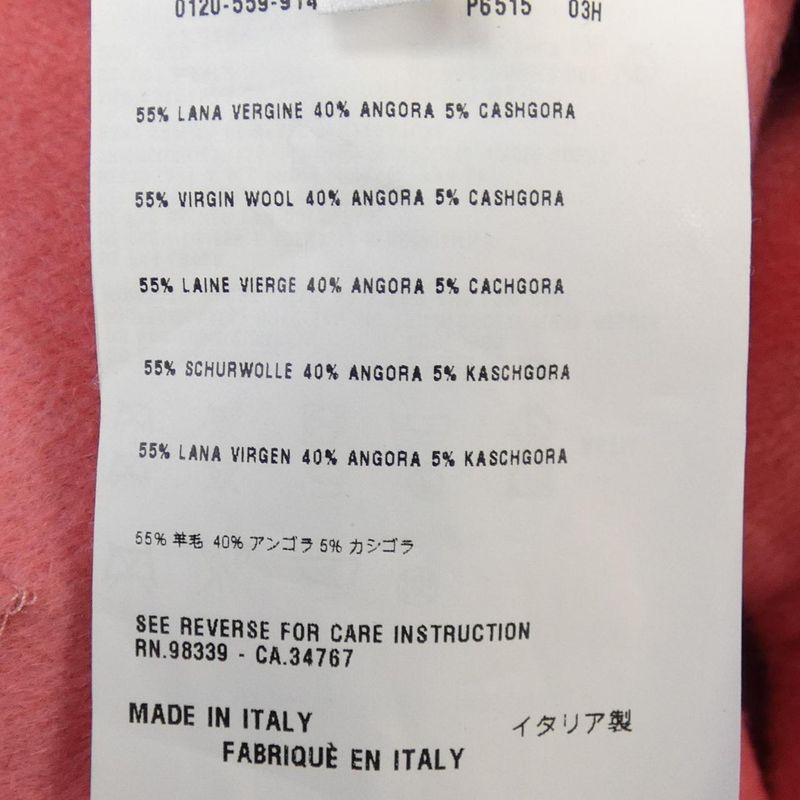 0120-559-914 P6515 03H
55% LANA VERGINE 40% ANGORA 5% CASHGORA
55% VIRGIN WOOL 40% ANGORA 5% CASHGORA
55% LAINE VIERGE 40% ANGORA 5% CACHGORA
55% SCHURWOLLE 40% ANGORA 5% KASCHGORA
55% LANA VIRGEN 40% ANGORA 5% KASCHGORA
55% 羊毛 40% アンゴラ 5% カシゴラ
SEE REVERSE FOR CARE INSTRUCTION
RN.98339 - CA.34767
MADE IN ITALY イタリア製
FABRIQUÈ EN ITALY